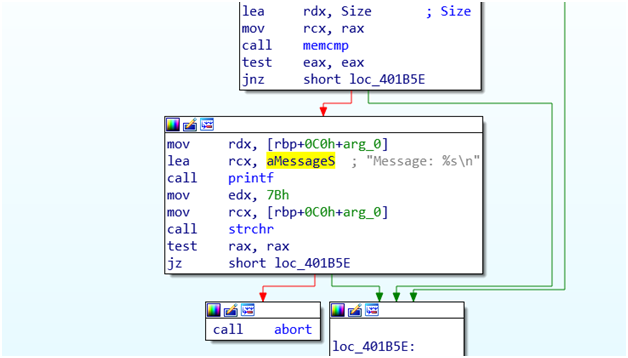 lea rdx, Size ; Size
mov rcx, rax
call memcmp
test eax, eax
jnz short loc_401B5E
mov rdx, [rbp+0C0h+arg_0]
lea rcx, aMessageS ; "Message: %s\n"
call printf
mov edx, 7Bh
mov rcx, [rbp+0C0h+arg_0]
call strchr
test rax, rax
jz short loc_401B5E
call abort
loc_401B5E: